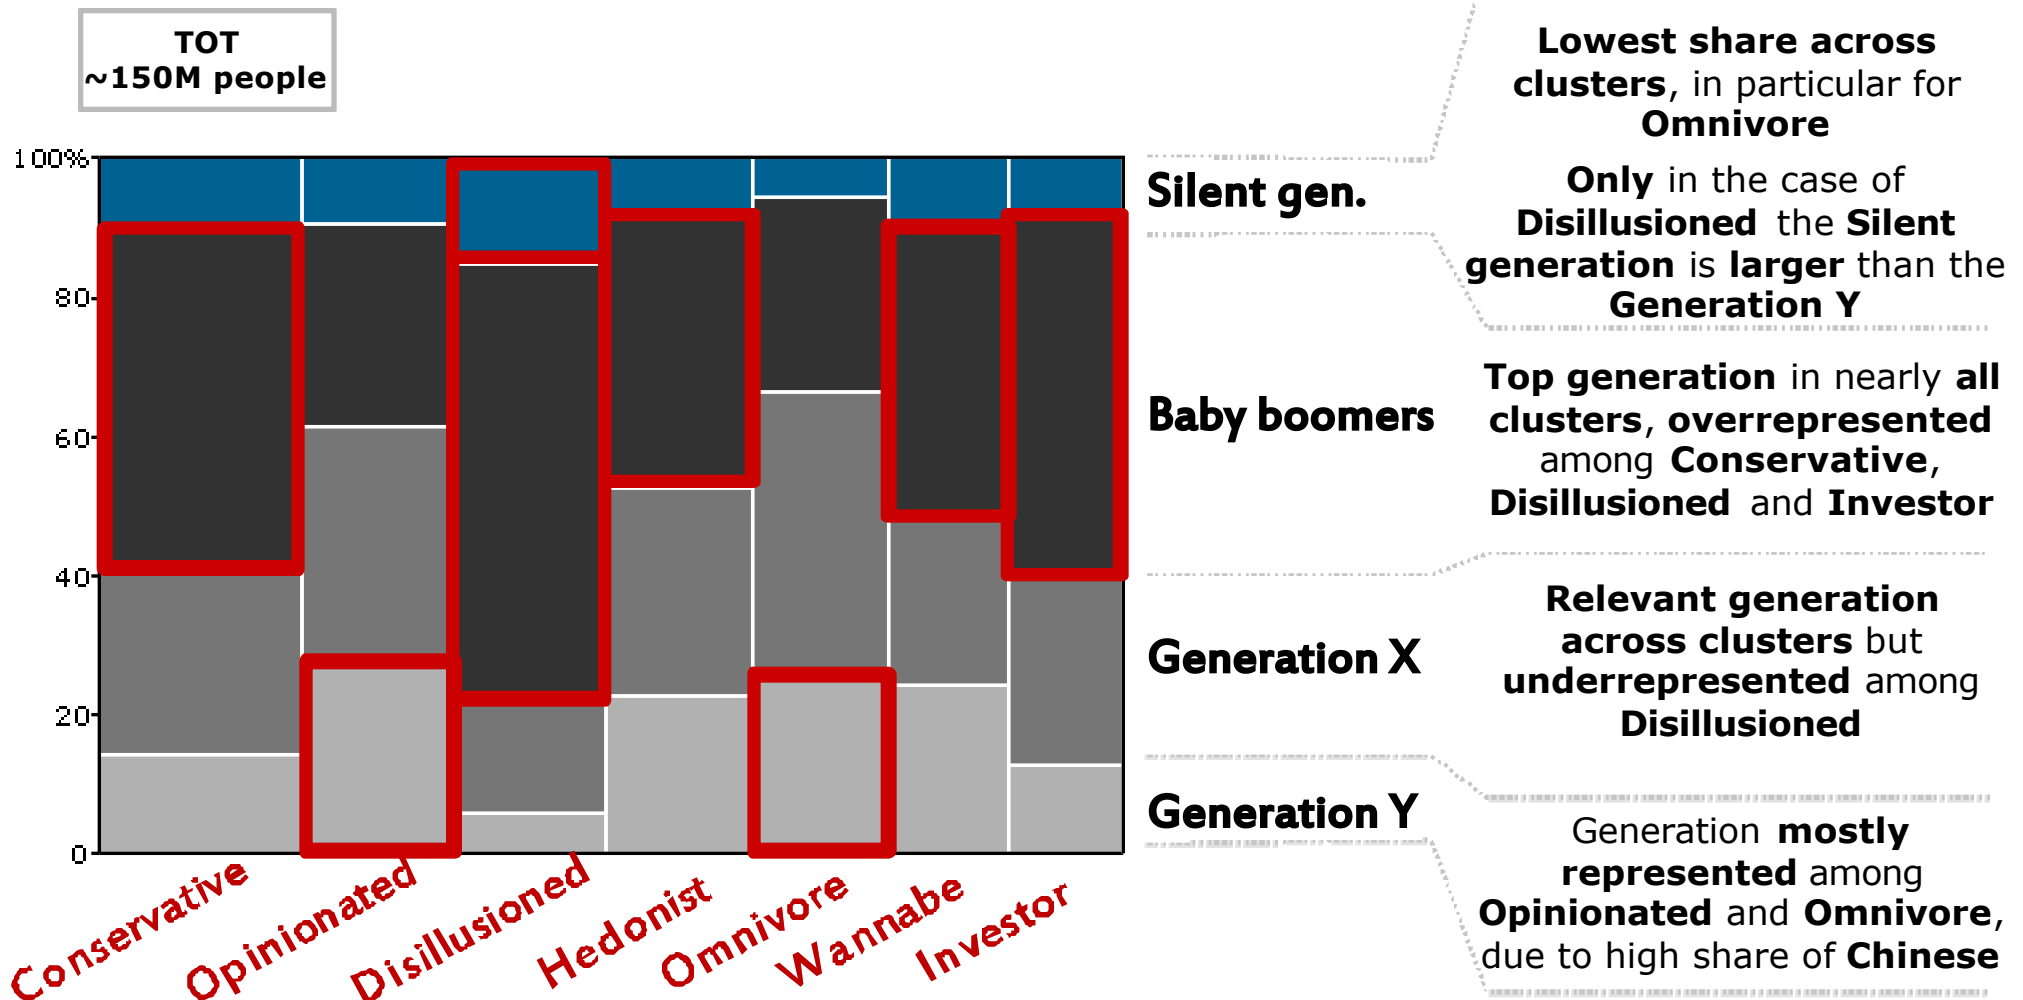 TOT
~150M people
100%
80
60
40
20
0
Conservative
Opinionated
Disillusioned
Hedonist
Omnivore
Wannabe
Investor
Silent gen.
Baby boomers
Generation X
Generation Y
Lowest share across
clusters, in particular for
Omnivore
Only in the case of
Disillusioned the Silent
generation is larger than the
Generation Y
Top generation in nearly all
clusters, overrepresented
among Conservative,
Disillusioned and Investor
Relevant generation
across clusters but
underrepresented among
Disillusioned
Generation mostly
represented among
Opinionated and Omnivore,
due to high share of Chinese